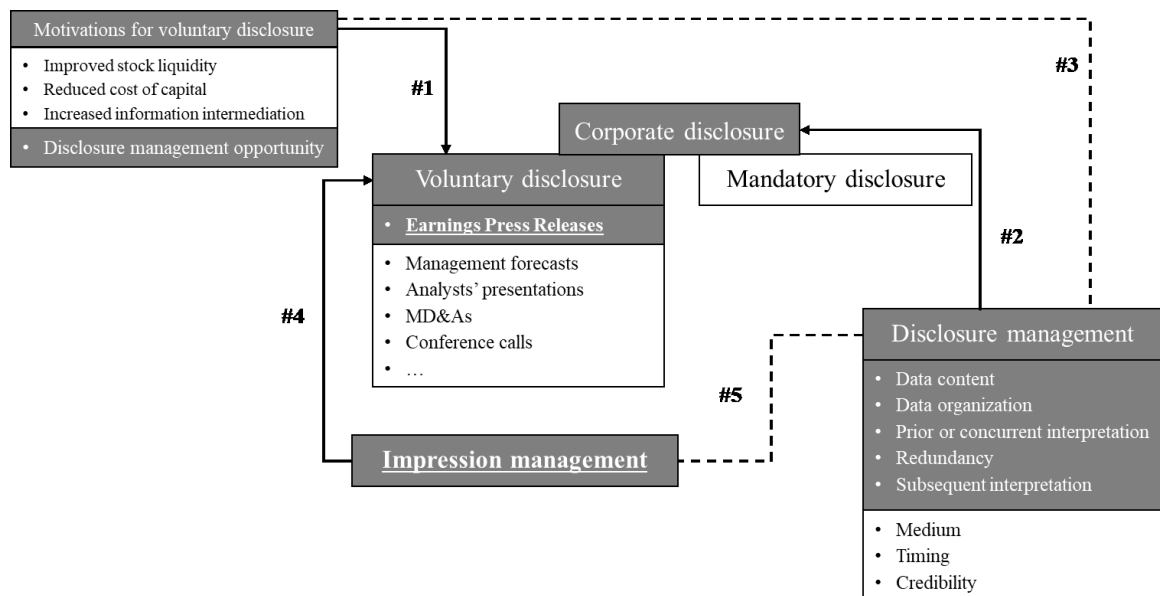 Motivations for voluntary disclosure
• Improved stock liquidity
• Reduced cost of capital
• Increased information intermediation
• Disclosure management opportunity
#1
#3
Corporate disclosure
Voluntary disclosure
Mandatory disclosure
• Earnings Press Releases
• Management forecasts
• Analysts’ presentations
• MD&As
• Conference calls
• …
#2
#4
Disclosure management
• Data content
• Data organization
• Prior or concurrent interpretation
• Redundancy
• Subsequent interpretation
• Medium
• Timing
• Credibility
#5
Impression management